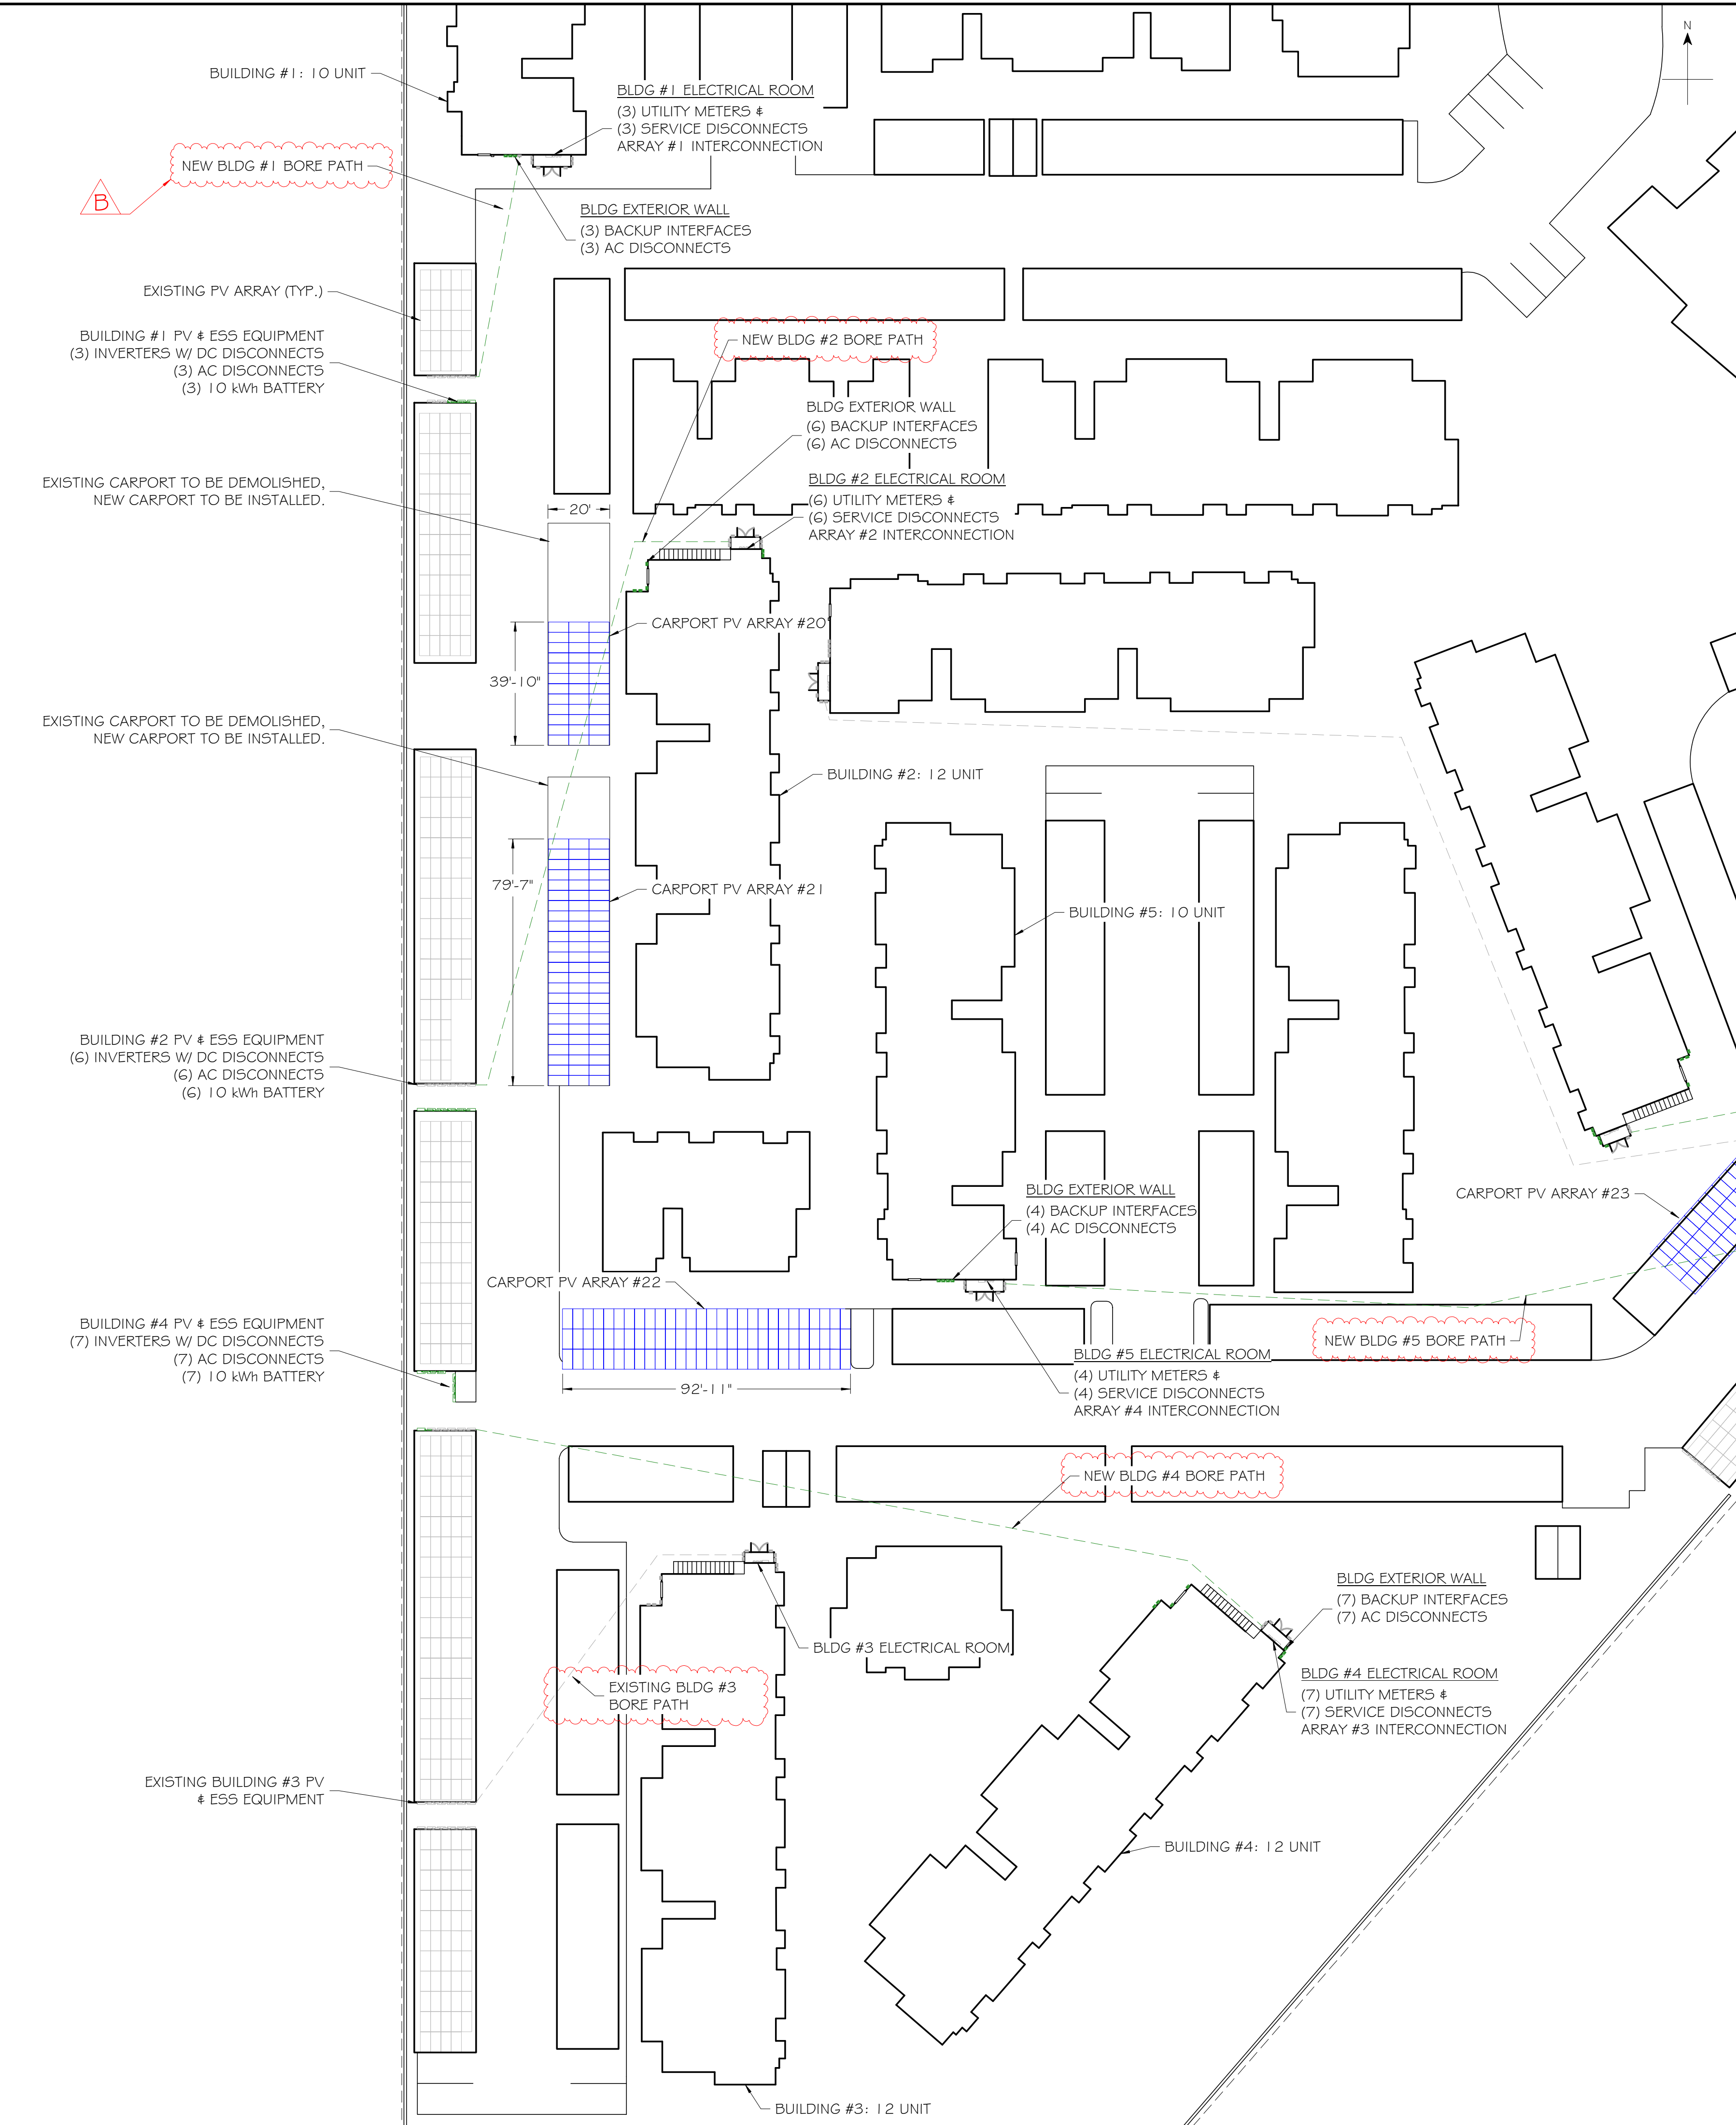 N
BUILDING #1: 10 UNIT
BLDG #1 ELECTRICAL ROOM
(3) UTILITY METERS &
(3) SERVICE DISCONNECTS
ARRAY #1 INTERCONNECTION
NEW BLDG #1 BORE PATH
B
BLDG EXTERIOR WALL
(3) BACKUP INTERFACES
(3) AC DISCONNECTS
EXISTING PV ARRAY (TYP.)
BUILDING #1 PV & ESS EQUIPMENT
(3) INVERTERS W/ DC DISCONNECTS
(3) AC DISCONNECTS
(3) 10 kWh BATTERY
NEW BLDG #2 BORE PATH
BLDG EXTERIOR WALL
(6) BACKUP INTERFACES
(6) AC DISCONNECTS
EXISTING CARPORT TO BE DEMOLISHED,
NEW CARPORT TO BE INSTALLED.
BLDG #2 ELECTRICAL ROOM
(6) UTILITY METERS &
(6) SERVICE DISCONNECTS
ARRAY #2 INTERCONNECTION
20'
CARPORT PV ARRAY #20
39'-10"
EXISTING CARPORT TO BE DEMOLISHED,
NEW CARPORT TO BE INSTALLED.
BUILDING #2: 12 UNIT
79'-7"
CARPORT PV ARRAY #21
BUILDING #5: 10 UNIT
BUILDING #2 PV & ESS EQUIPMENT
(6) INVERTERS W/ DC DISCONNECTS
(6) AC DISCONNECTS
(6) 10 kWh BATTERY
BLDG EXTERIOR WALL
(4) BACKUP INTERFACES
(4) AC DISCONNECTS
CARPORT PV ARRAY #23
CARPORT PV ARRAY #22
BUILDING #4 PV & ESS EQUIPMENT
(7) INVERTERS W/ DC DISCONNECTS
(7) AC DISCONNECTS
(7) 10 kWh BATTERY
NEW BLDG #5 BORE PATH
BLDG #5 ELECTRICAL ROOM
(4) UTILITY METERS &
(4) SERVICE DISCONNECTS
ARRAY #4 INTERCONNECTION
92'-11"
NEW BLDG #4 BORE PATH
BLDG EXTERIOR WALL
(7) BACKUP INTERFACES
(7) AC DISCONNECTS
BLDG #3 ELECTRICAL ROOM
BLDG #4 ELECTRICAL ROOM
(7) UTILITY METERS &
(7) SERVICE DISCONNECTS
ARRAY #3 INTERCONNECTION
EXISTING BLDG #3
BORE PATH
EXISTING BUILDING #3 PV
& ESS EQUIPMENT
BUILDING #4: 12 UNIT
BUILDING #3: 12 UNIT